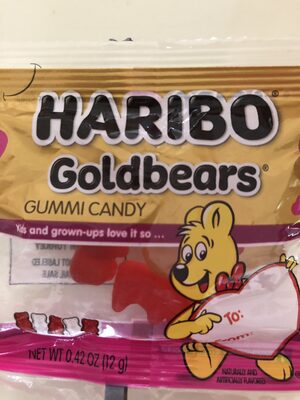 HARIBO®
Goldbears®
GUMMI CANDY
Kids and grown-ups love it so ...
To:
From:
NET WT 0.42 OZ (12 g)
NATURALLY AND
ARTIFICIALLY FLAVORED